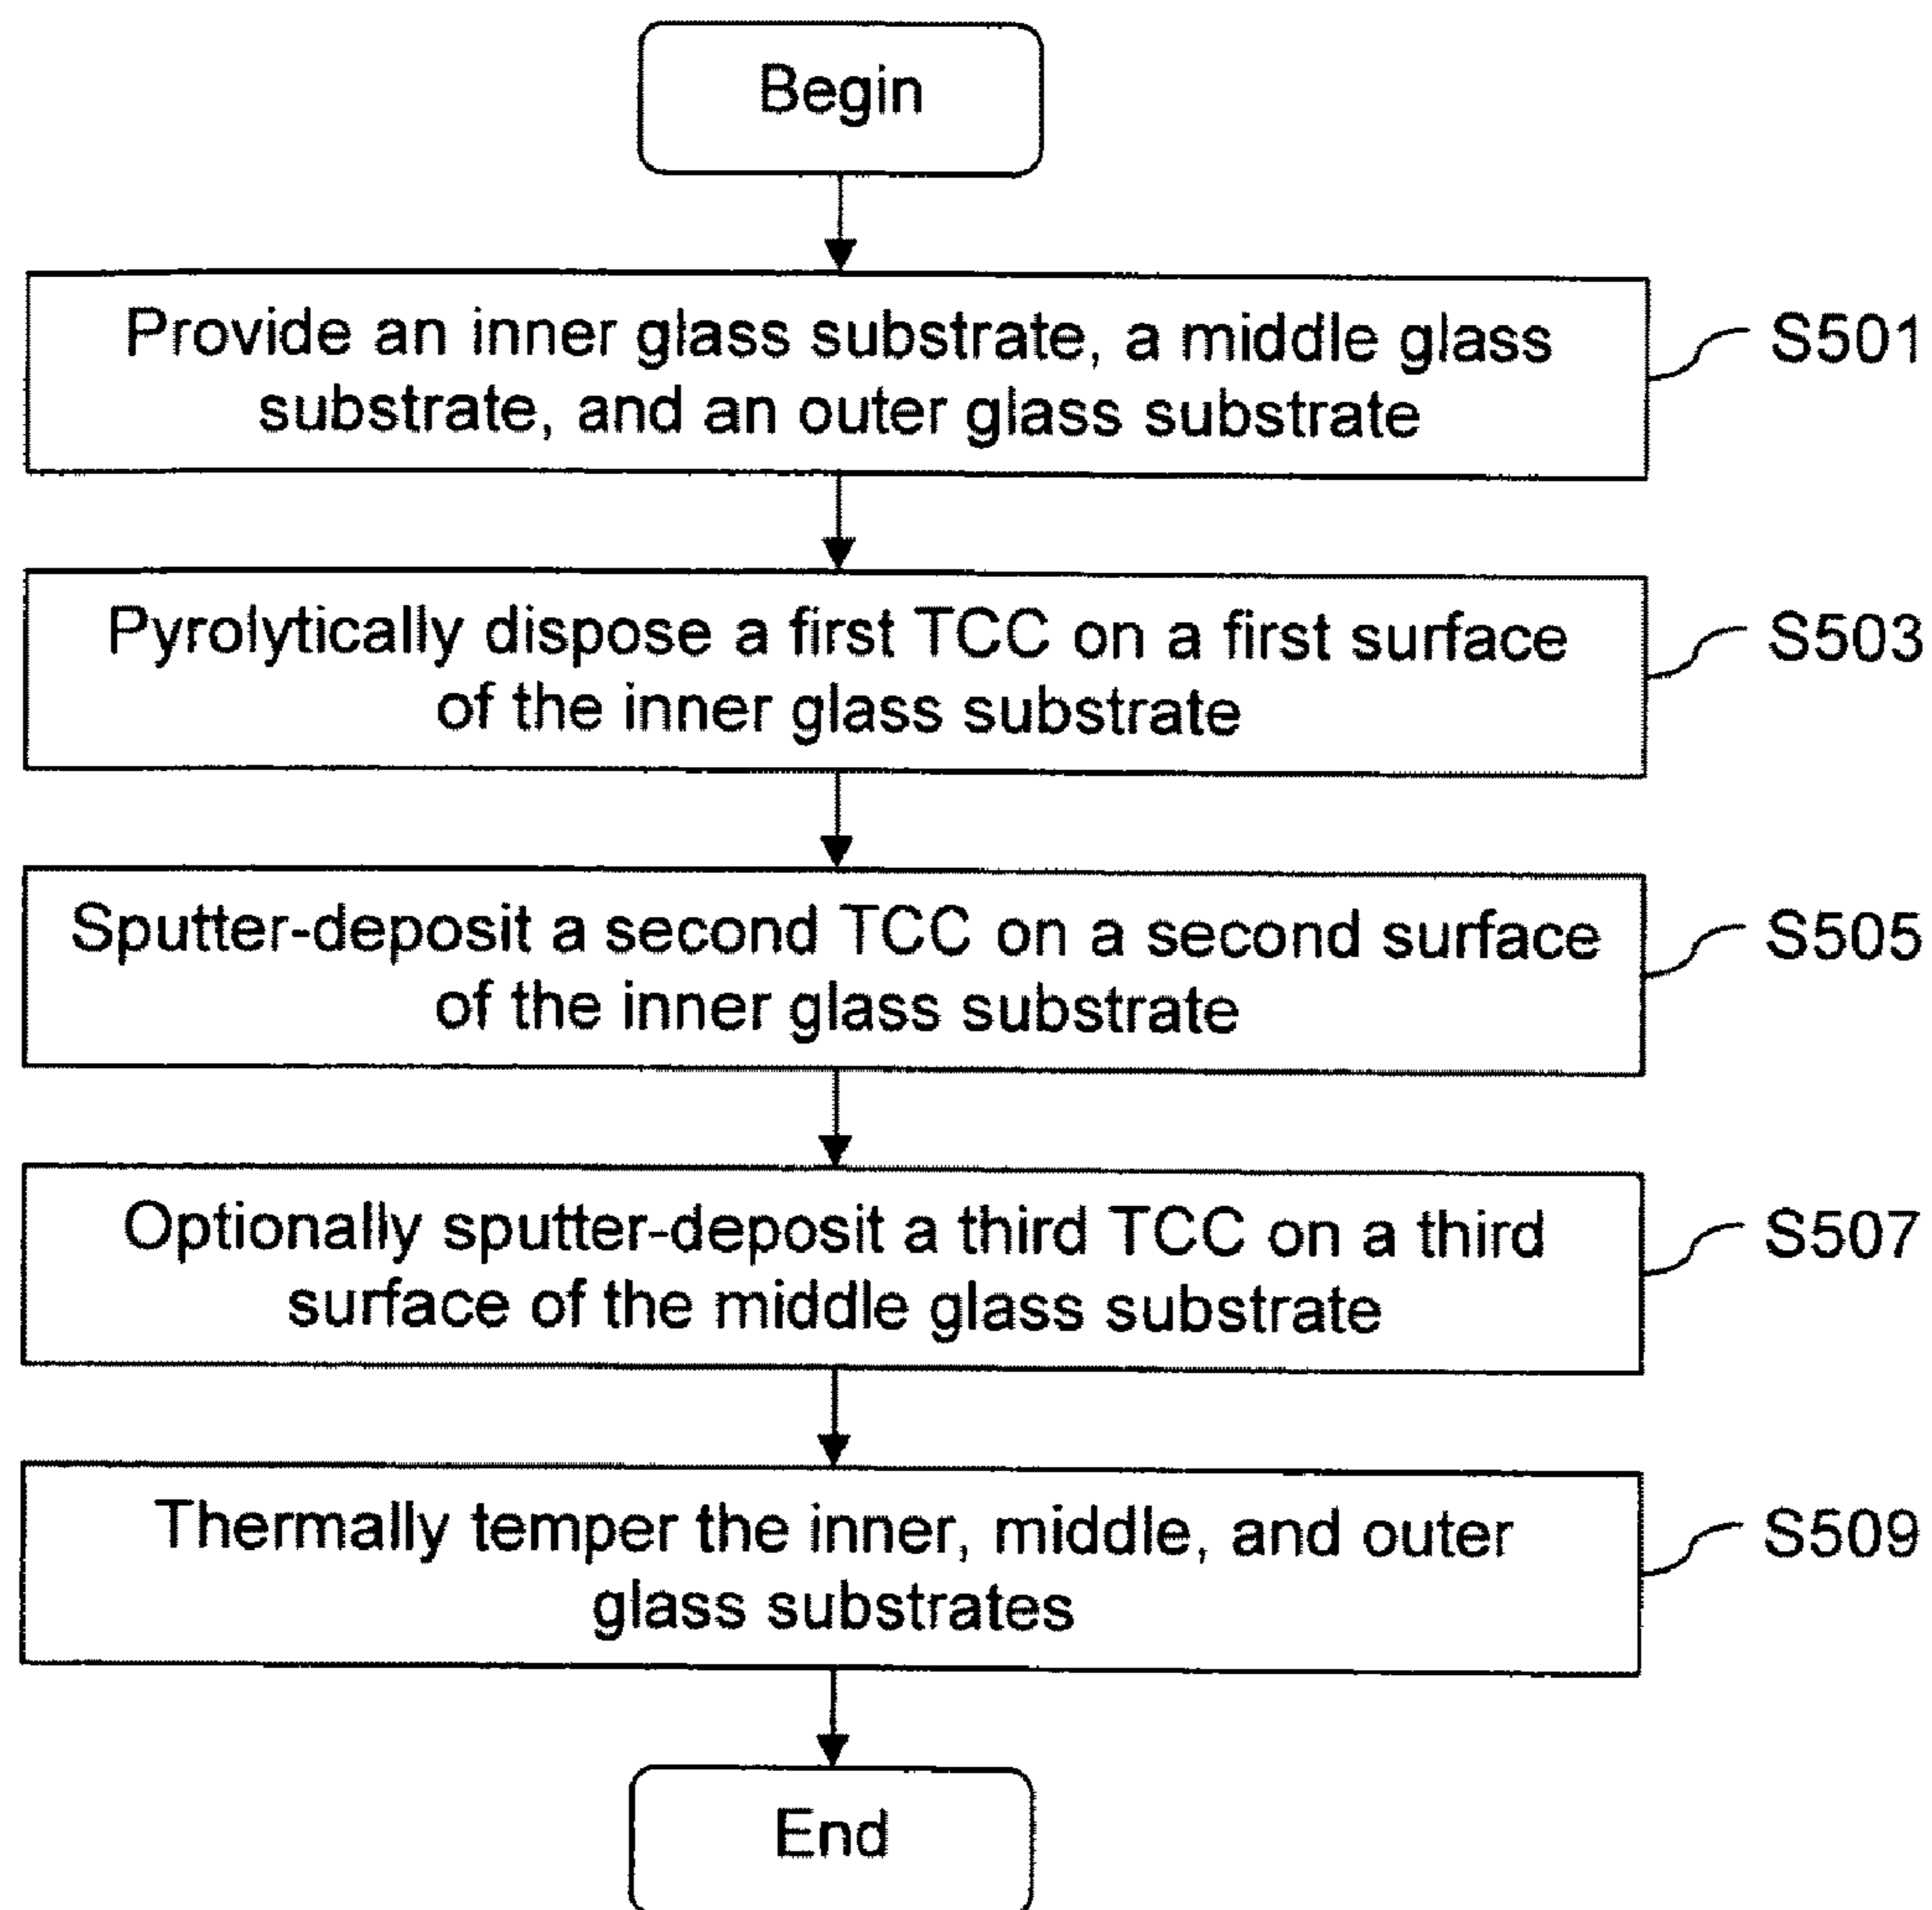 Begin
Provide an inner glass substrate, a middle glass
substrate, and an outer glass substrate
S501
Pyrolytically dispose a first TCC on a first surface
of the inner glass substrate
S503
Sputter-deposit a second TCC on a second surface
of the inner glass substrate
S505
Optionally sputter-deposit a third TCC on a third
surface of the middle glass substrate
S507
Thermally temper the inner, middle, and outer
glass substrates
S509
End